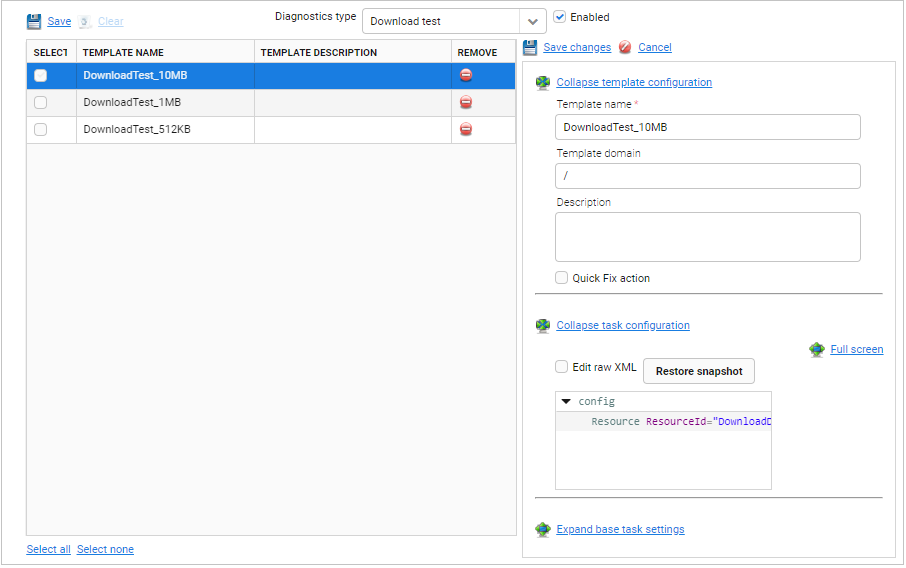 Save Clear Diagnostics type Download test Enabled
SELECT TEMPLATE NAME TEMPLATE DESCRIPTION REMOVE
DownloadTest_10MB
DownloadTest_1MB
DownloadTest_512KB
Select all Select none
Save changes Cancel
Collapse template configuration
Template name *
DownloadTest_10MB
Template domain
/
Description
Quick Fix action
Collapse task configuration
Full screen
Edit raw XML Restore snapshot
config
Resource ResourceId="DownloadD
Expand base task settings